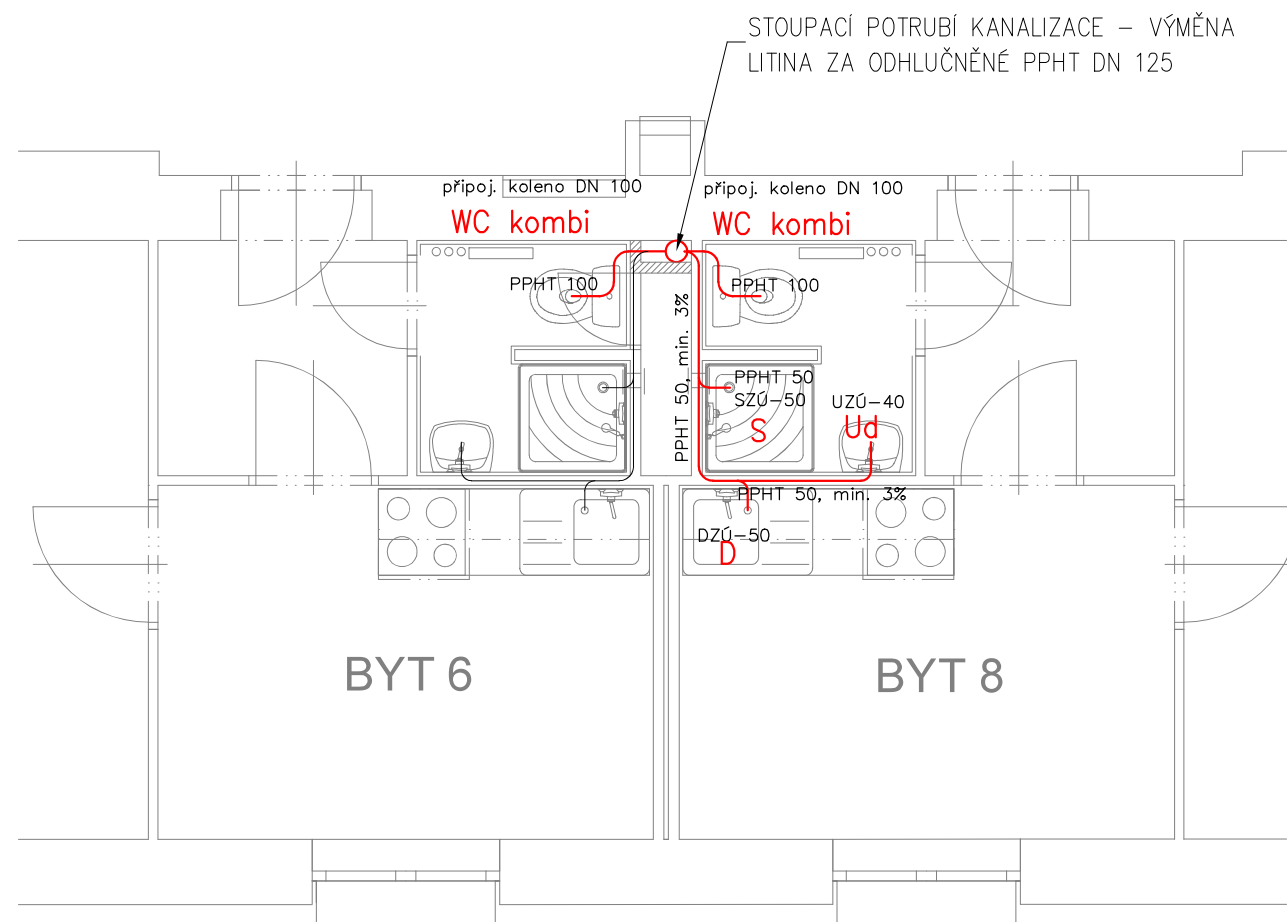 STOUPACÍ POTRUBÍ KANALIZACE – VÝMĚNA
LITINA ZA ODHLUČNĚNÉ PPHT DN 125
připoj. koleno DN 100
připoj. koleno DN 100
WC kombi
WC kombi
PPHT 100
PPHT 100
PPHT 50, min. 3%
PPHT 50
SZÚ-50
UZÚ-40
S
Ud
PPHT 50, min. 3%
DZÚ-50
D
BYT 6
BYT 8